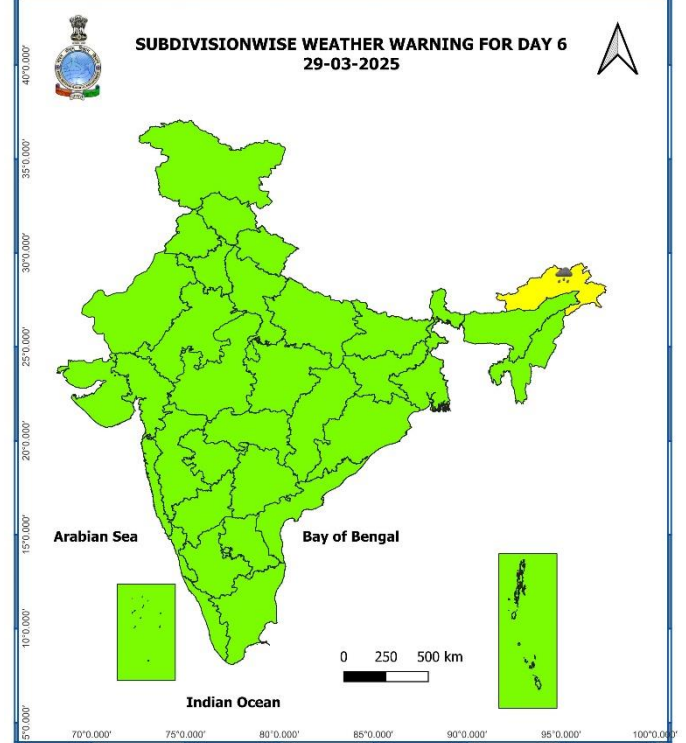 SUBDIVISIONWISE WEATHER WARNING FOR DAY 6
29-03-2025
40°0.000'
35°0.000'
30°0.000'
25°0.000'
20°0.000'
15°0.000'
10°0.000'
5°0.000'
Arabian Sea
Bay of Bengal
0 250 500 km
Indian Ocean
70°0.000' 75°0.000' 80°0.000' 85°0.000' 90°0.000' 95°0.000' 100°0.000'